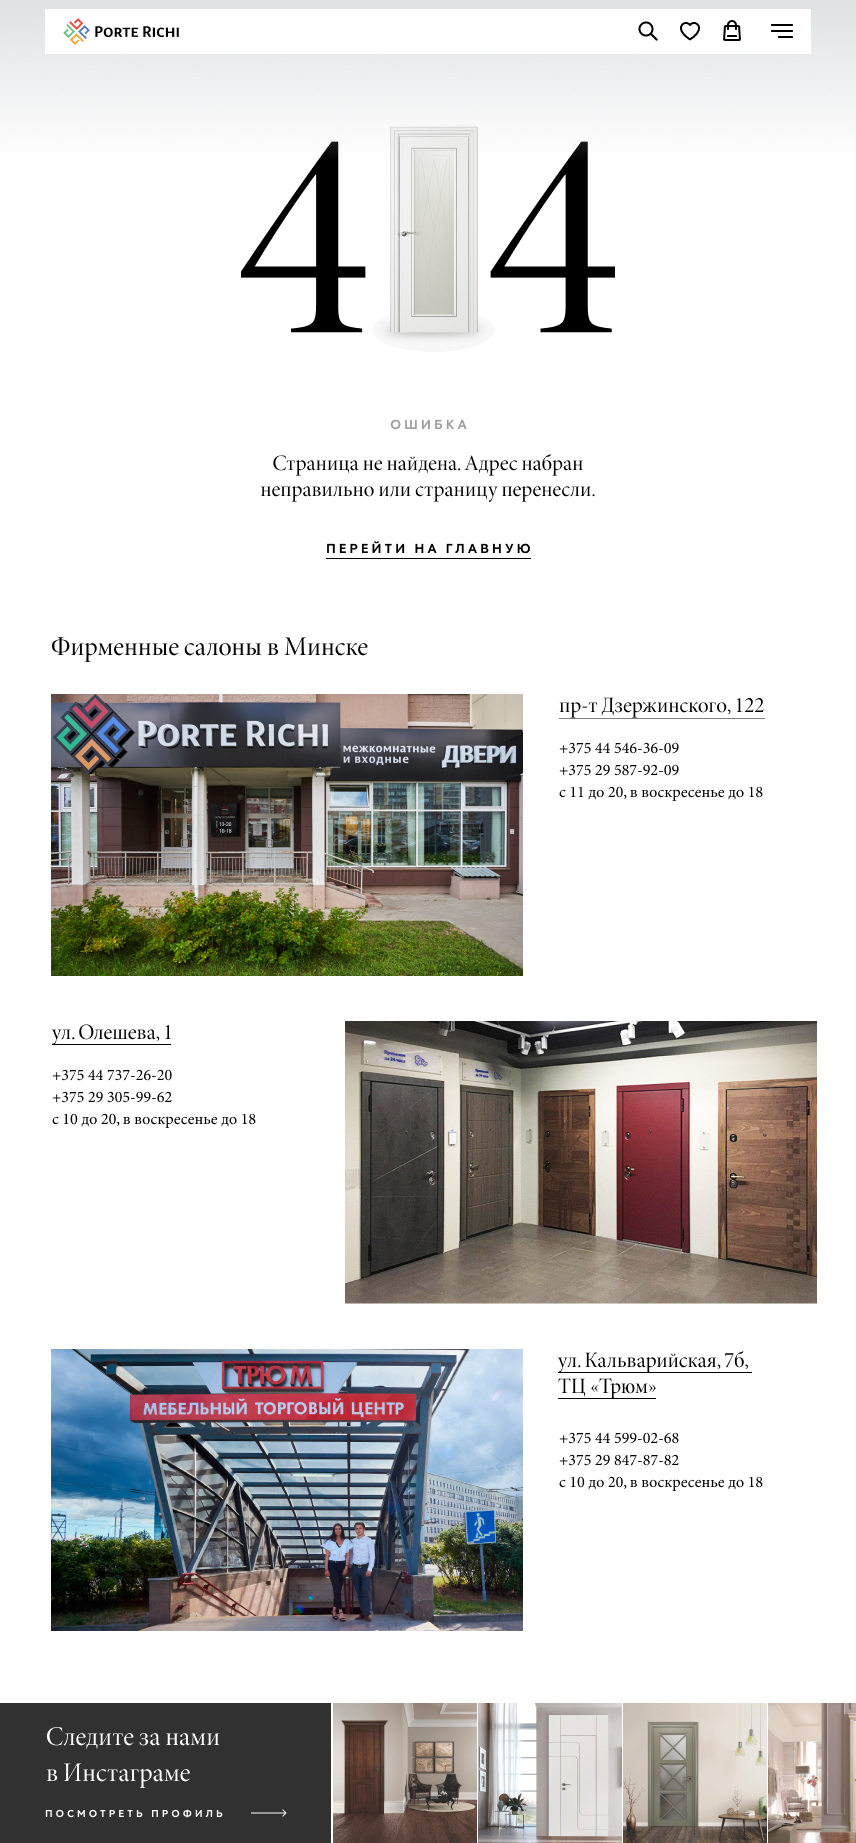 PORTE RICHI
4 4
ОШИБКА
Страница не найдена. Адрес набран
неправильно или страницу перенесли.
ПЕРЕЙТИ НА ГЛАВНУЮ
Фирменные салоны в Минске
PORTE RICHI
межкомнатные
и входные
ДВЕРИ
10-20
10-18
пр-т Дзержинского, 122
+375 44 546-36-09
+375 29 587-92-09
с 11 до 20, в воскресенье до 18
ул. Олешева, 1
+375 44 737-26-20
+375 29 305-99-62
с 10 до 20, в воскресенье до 18
ТРЮМ
МЕБЕЛЬНЫЙ ТОРГОВЫЙ ЦЕНТР
ул. Кальварийская, 7б,
ТЦ «Трюм»
+375 44 599-02-68
+375 29 847-87-82
с 10 до 20, в воскресенье до 18
Следите за нами
в Инстаграме
ПОСМОТРЕТЬ ПРОФИЛЬ